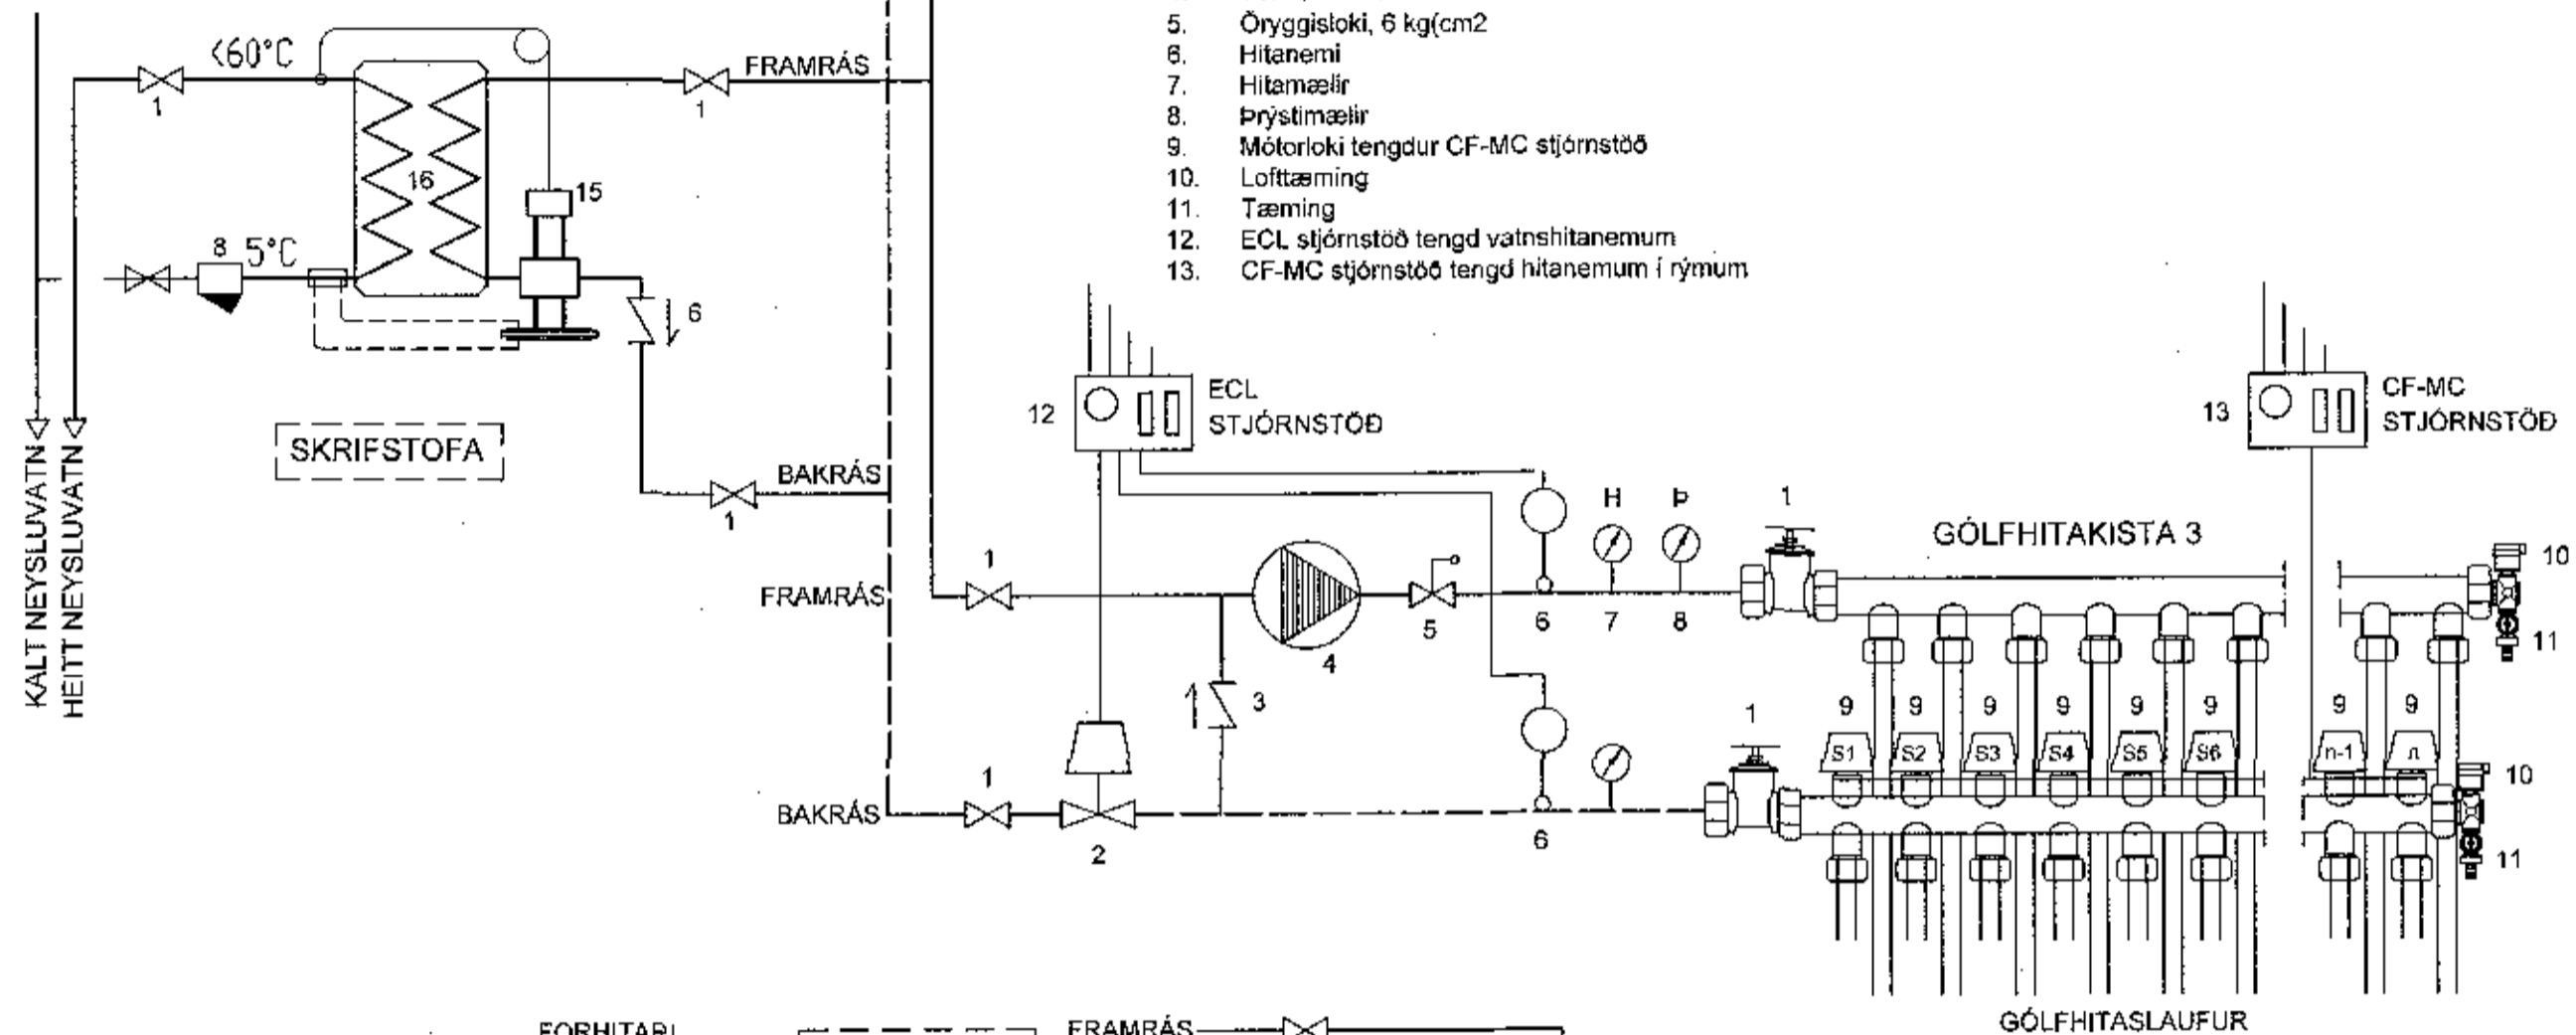 5. Öryggisloki, 6 kg(cm2
6. Hitanemi
7. Hitamælir
8. Þrýstimælir
9. Mótorloki tengdur CF-MC stjórnstöð
10. Lofttæming
11. Tæming
12. ECL stjórnstöð tengd vatnshitanemum
13. CF-MC stjórnstöð tengd hitanemum í rýmum
<60°C
1
1
FRAMRÁS
16
15
8 5°C
6
SKRIFSTOFA
KALT NEYSLUVATN
HEITT NEYSLUVATN
BAKRÁS
1
12
ECL
STJÓRNSTÖÐ
13
CF-MC
STJÓRNSTÖÐ
H Þ 1
GÓLFHITAKISTA 3
10
11
FRAMRÁS
1
4
5
6 7 8
3
9 9 9 9 9 9 9 9
S1 S2 S3 S4 S5 S6 n-1 n
1
10
11
BAKRÁS
1
2
6
GÓLFHITASLAUFUR
FORHITARI
FRAMRÁS